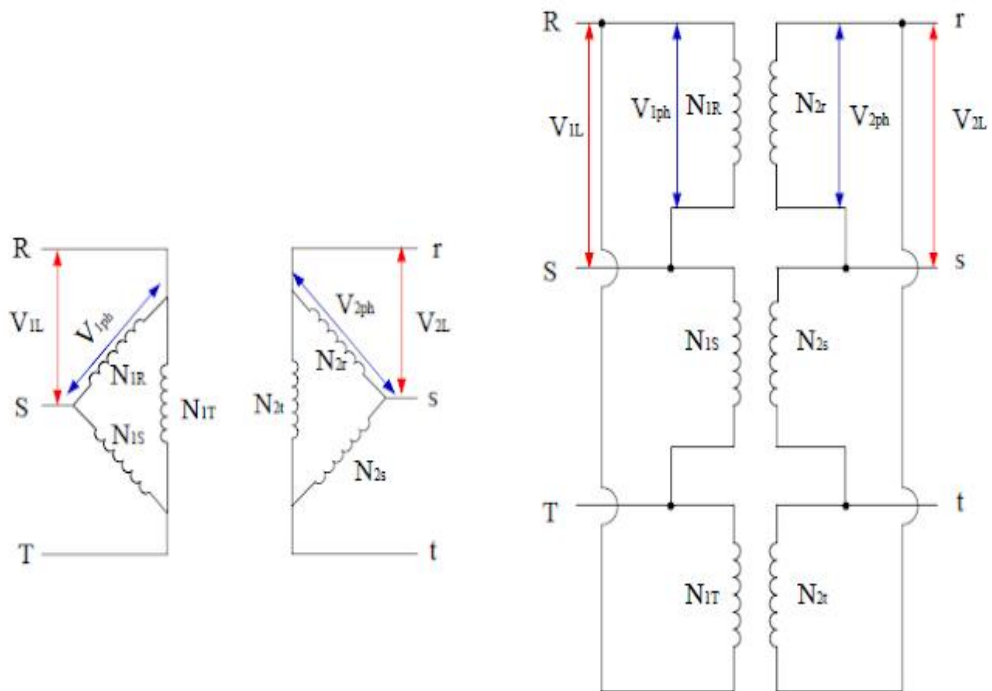 R
r
V1L
V1ph
V2ph
V2L
N1R
N2r
S
N1T
N2t
s
N1S
N2s
T
t
R
r
N1R
N2r
V1ph
V2ph
V1L
V2L
S
s
N1S
N2s
T
t
N1T
N2t